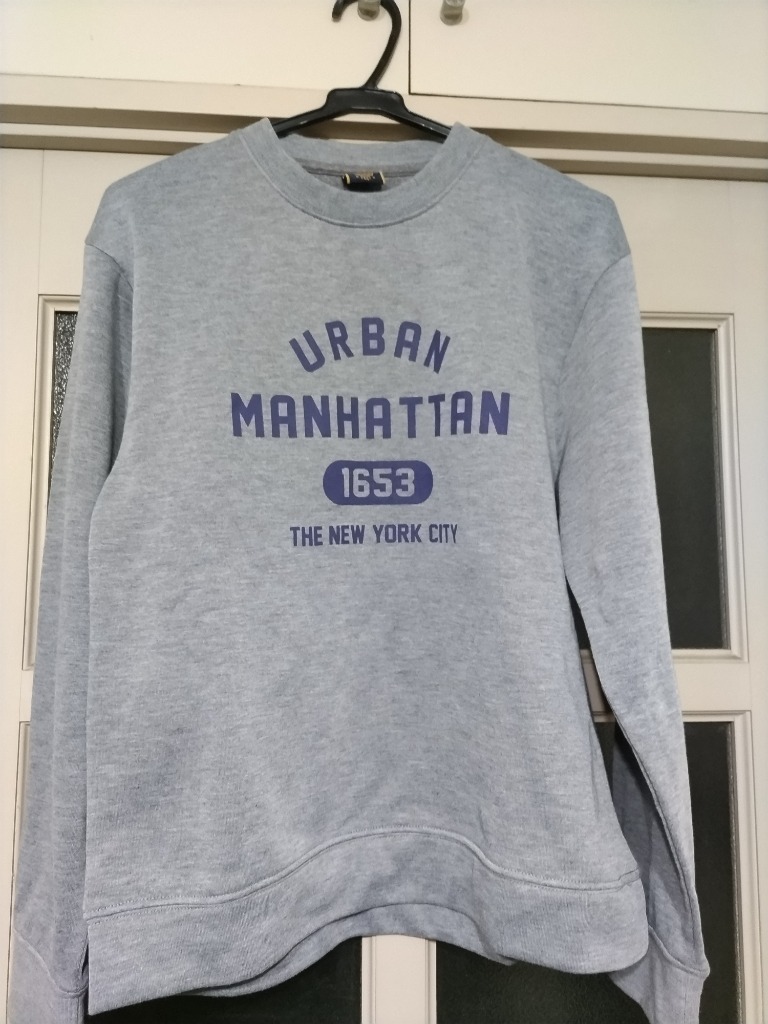 URBAN
MANHATTAN
1653
THE NEW YORK CITY